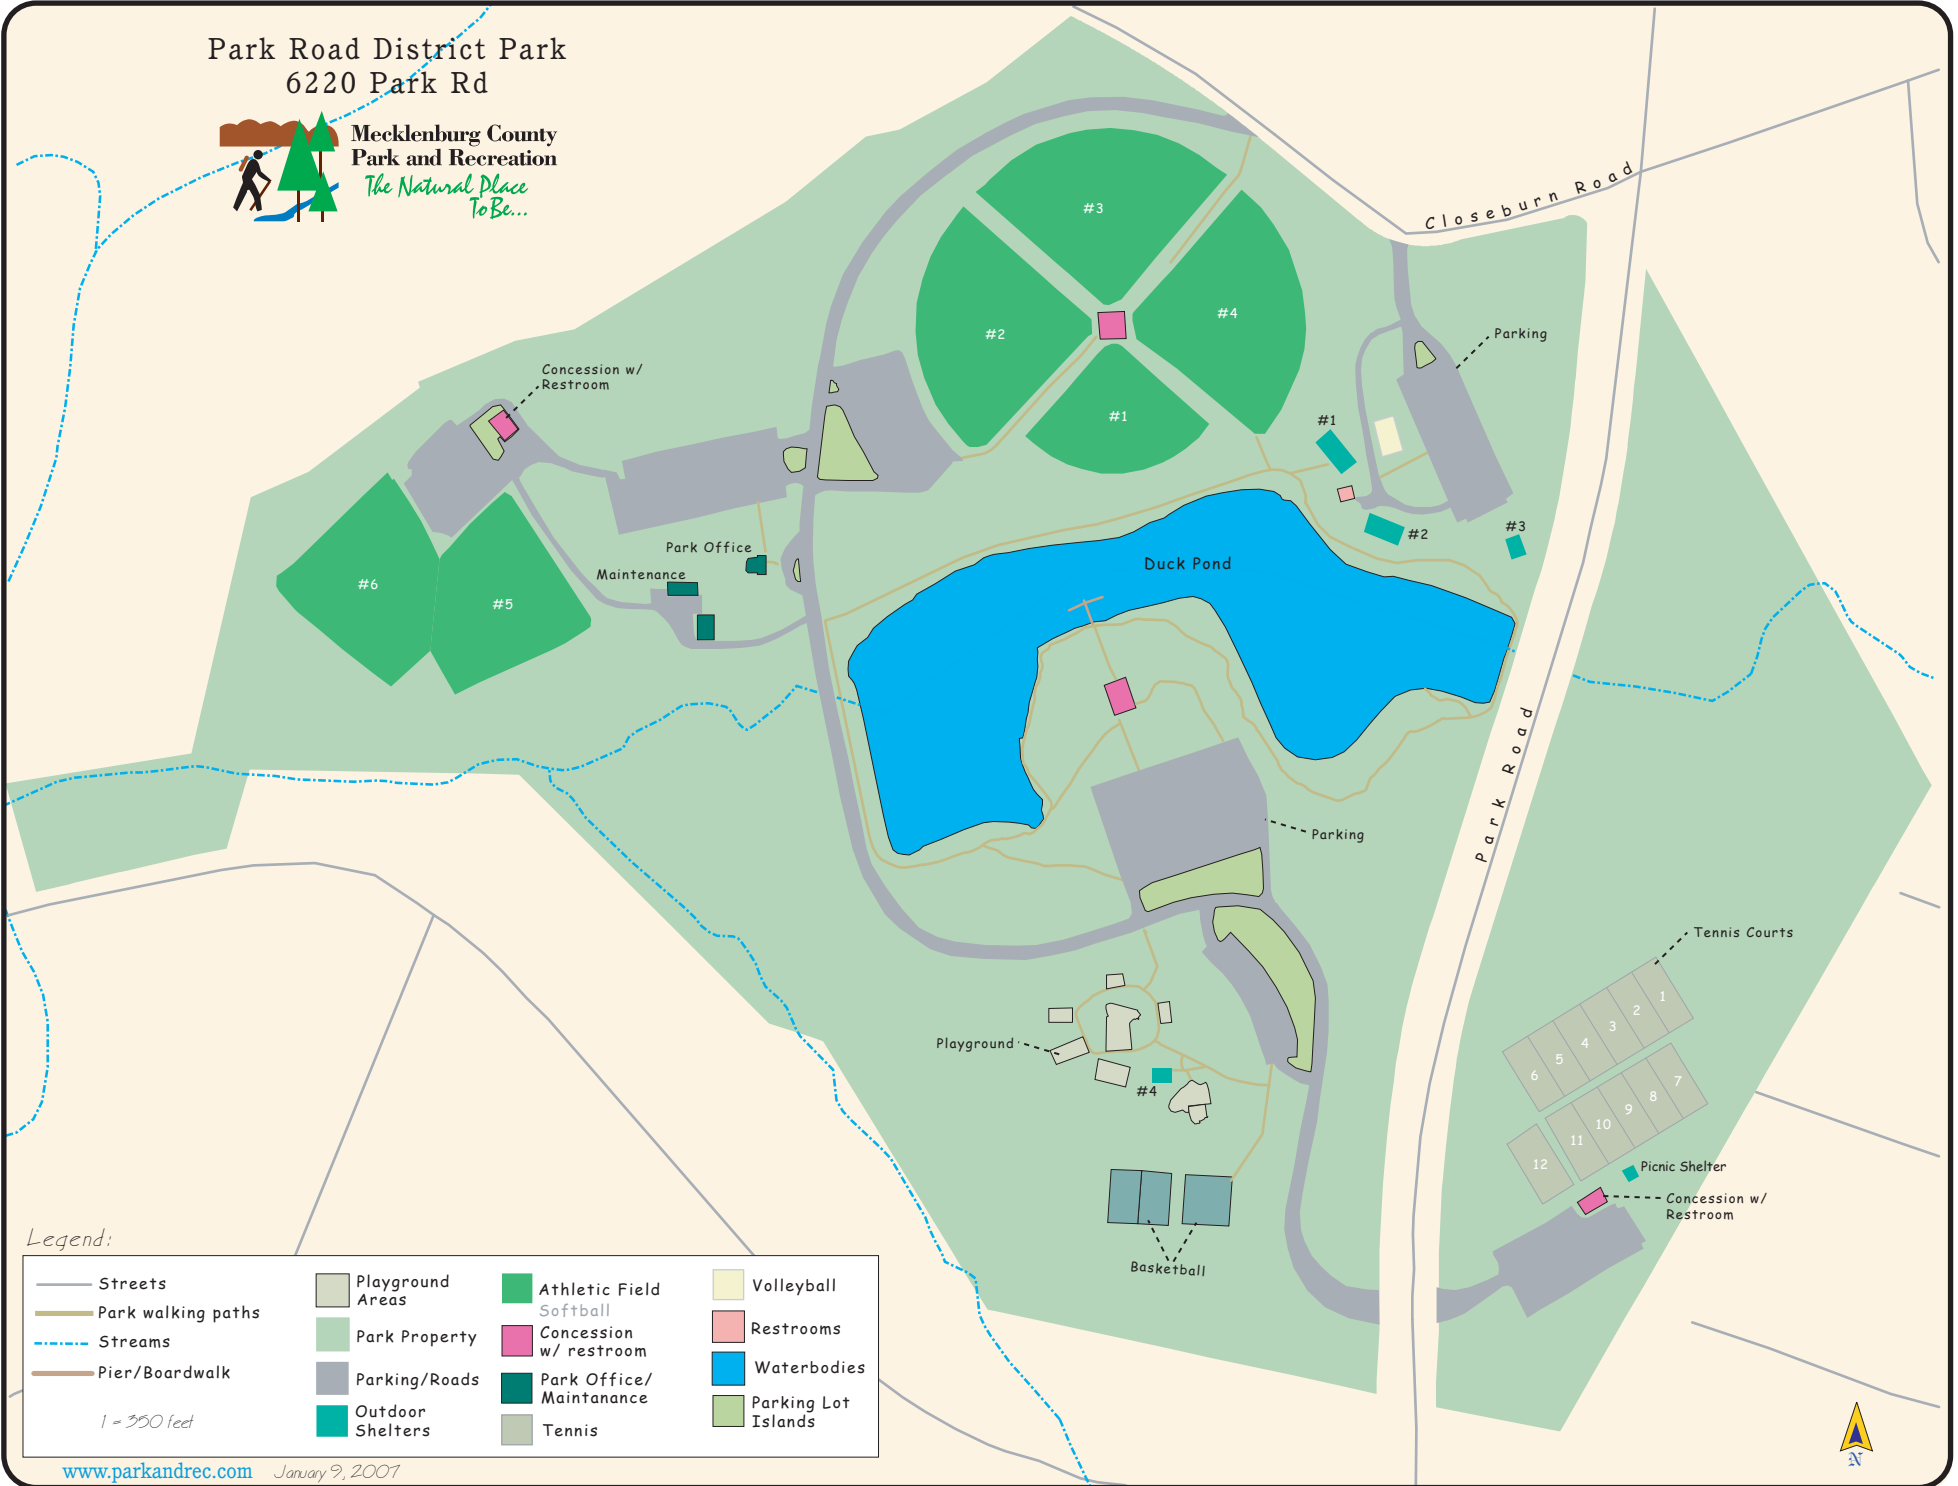 Park Road District Park
6220 Park Rd
Mecklenburg County
Park and Recreation
The Natural Place
To Be...
Closeburn Road
#3
#2
#4
#1
Parking
Concession w/
Restroom
#1
#2
#3
Park Office
Maintenance
#6
#5
Duck Pond
Park Road
Parking
Tennis Courts
1
2
3
4
5
6
7
8
9
10
11
12
Picnic Shelter
Concession w/
Restroom
Playground
#4
Basketball
Legend:
Streets
Park walking paths
Streams
Pier/Boardwalk
1 = 350 feet
Playground
Areas
Park Property
Parking/Roads
Outdoor
Shelters
Athletic Field
Softball
Concession
w/ restroom
Park Office/
Maintanance
Tennis
Volleyball
Restrooms
Waterbodies
Parking Lot
Islands
www.parkandrec.com January 9, 2007
N